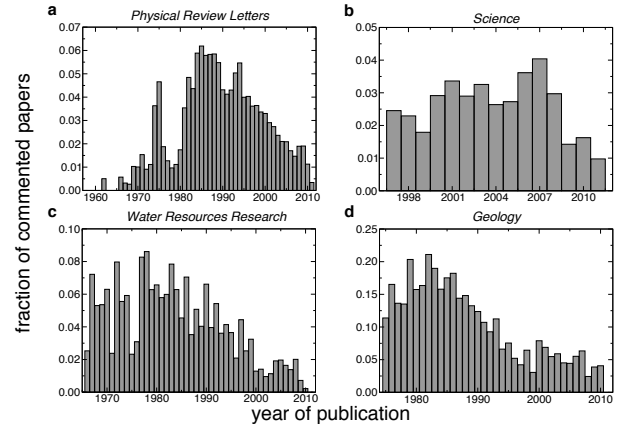 a Physical Review Letters
0.07
0.06
0.05
0.04
0.03
0.02
0.01
0.00
1960 1970 1980 1990 2000 2010
b Science
0.05
0.04
0.03
0.02
0.01
0.00
1998 2001 2004 2007 2010
c Water Resources Research
0.10
0.08
0.06
0.04
0.02
0.00
1970 1980 1990 2000 2010
d Geology
0.25
0.20
0.15
0.10
0.05
0.00
1980 1990 2000 2010
fraction of commented papers
year of publication